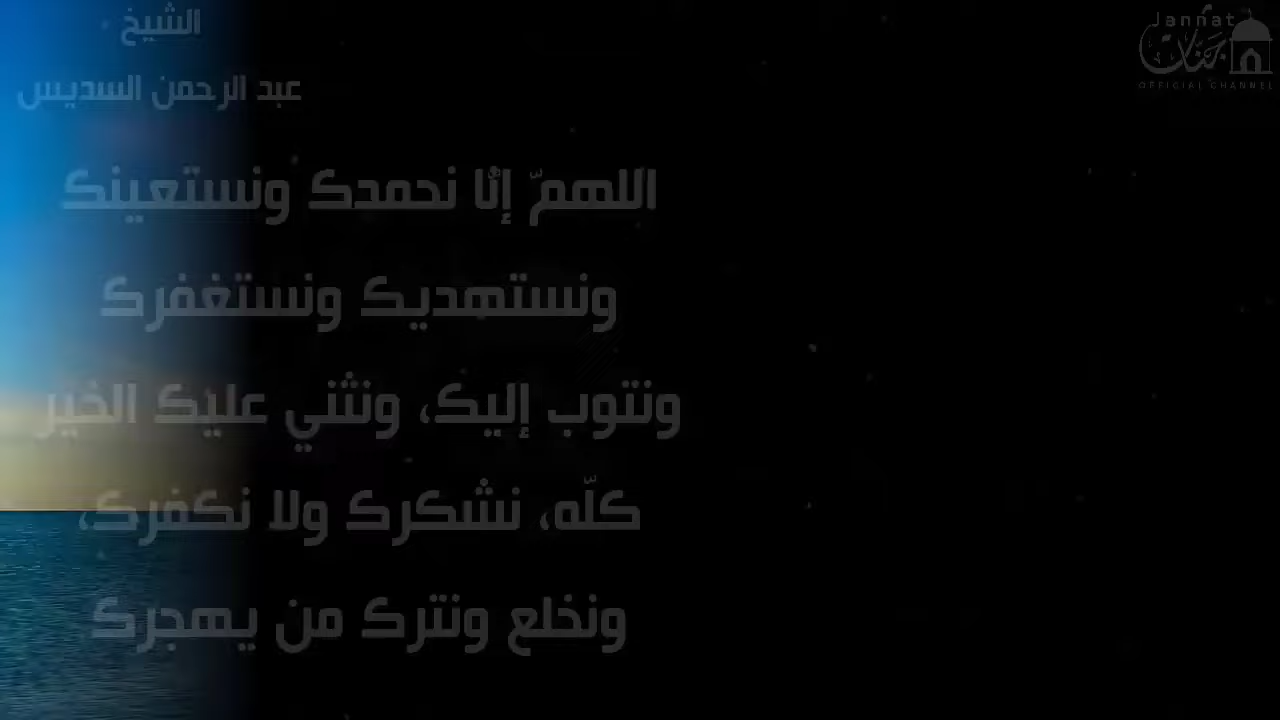 الشيخ
عبد الرحمن السديس
Jannat
جنات
OFFICIAL CHANNEL
اللهمّ إنّا نحمدك ونستعينك
ونستهديك ونستغفرك
ونتوب إليك، ونثني عليك الخير
كلّه، نشكرك ولا نكفرك،
ونخلع ونترك من يهجرك